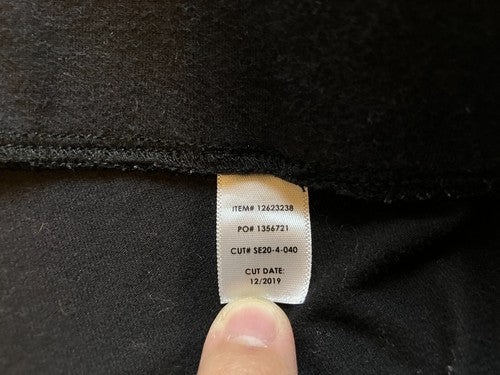 ITEM# 12623238
PO# 1356721
CUT# SE20-4-040
CUT DATE:
12/2019